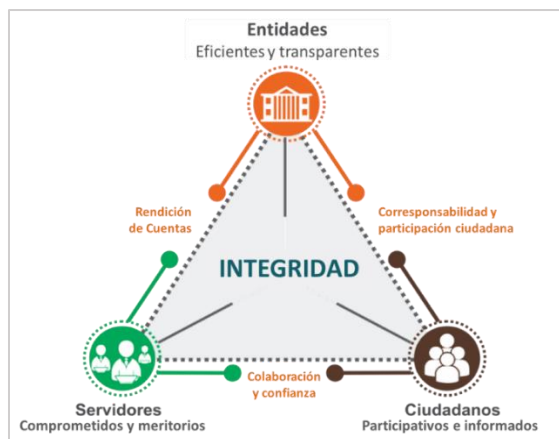 Entidades
Eficientes y transparentes
Rendición
de Cuentas
Corresponsabilidad y
participación ciudadana
INTEGRIDAD
Colaboración
y confianza
Servidores
Comprometidos y meritorios
Ciudadanos
Participativos e informados